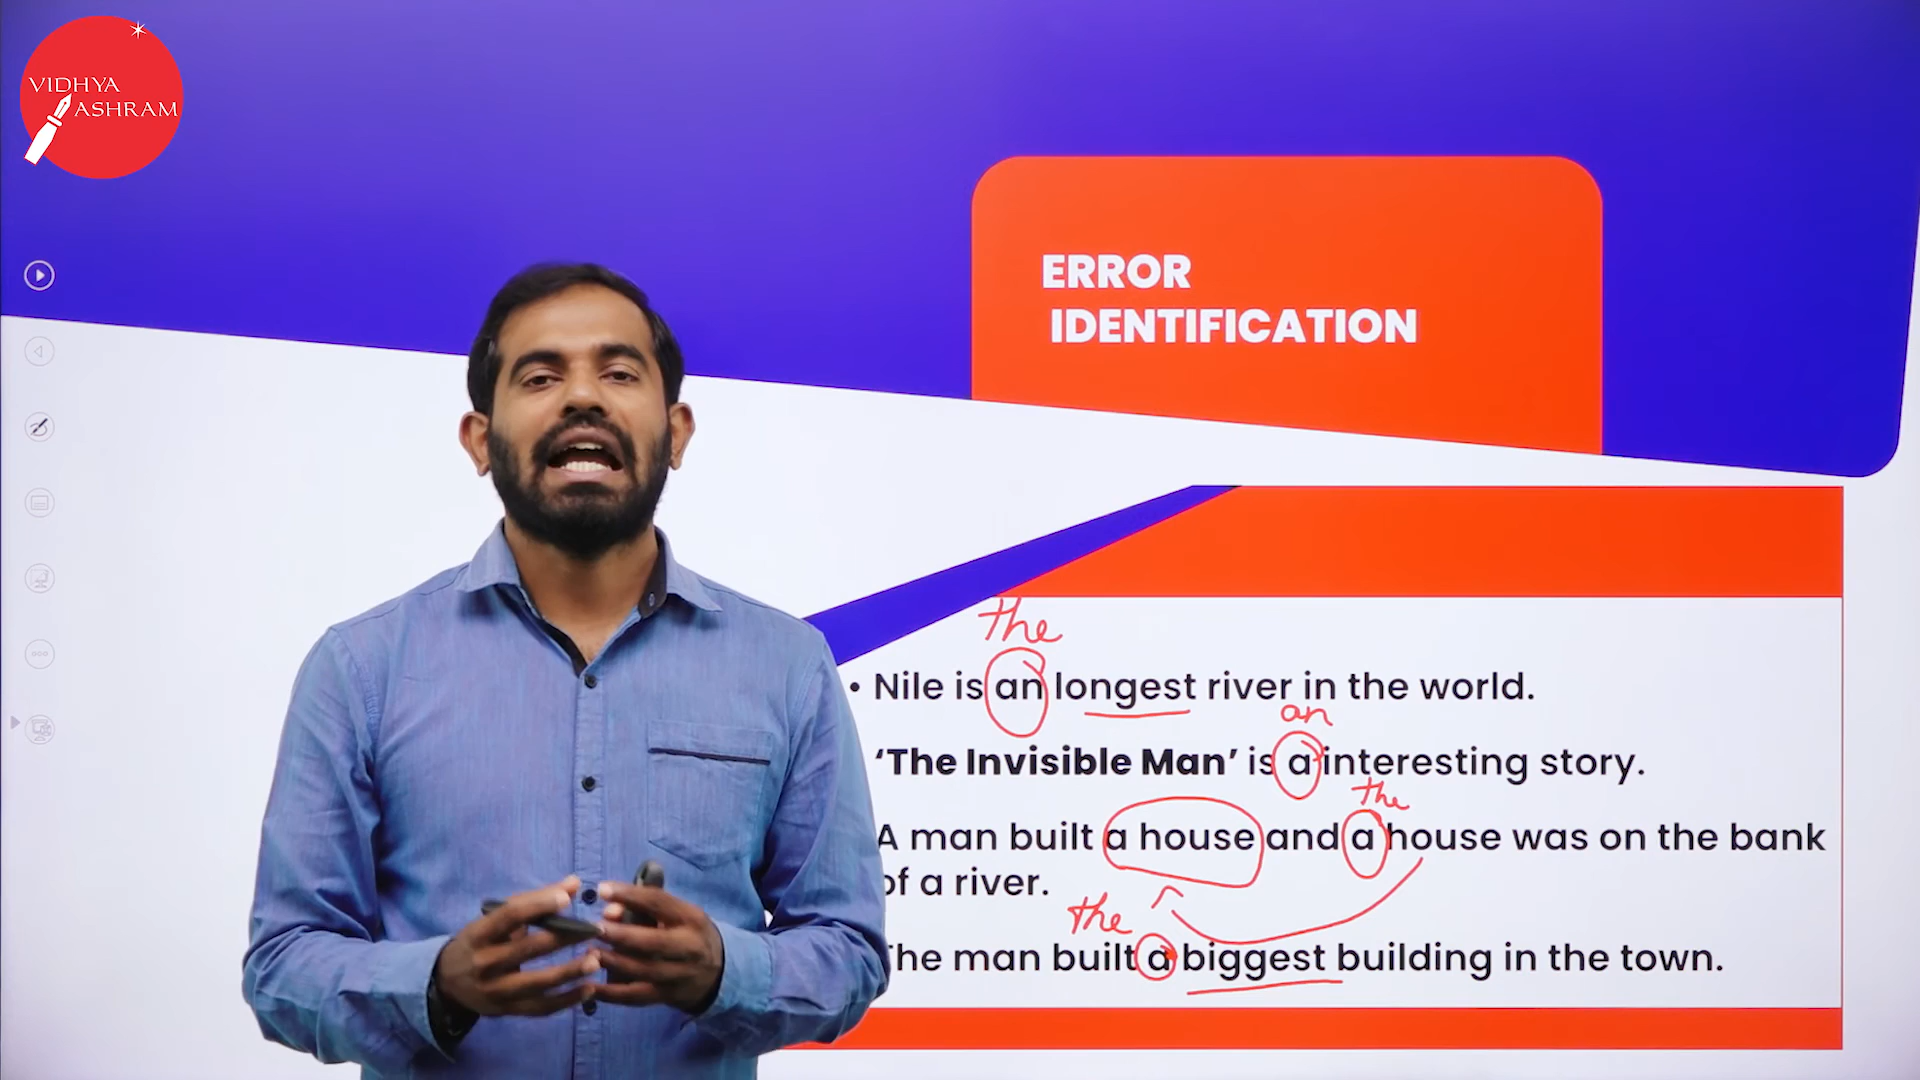 VIDHYA
ASHRAM
ERROR
IDENTIFICATION
the
• Nile is an longest river in the world.
an
‘The Invisible Man’ is a interesting story.
the
A man built a house and a house was on the bank
of a river.
the
The man built a biggest building in the town.